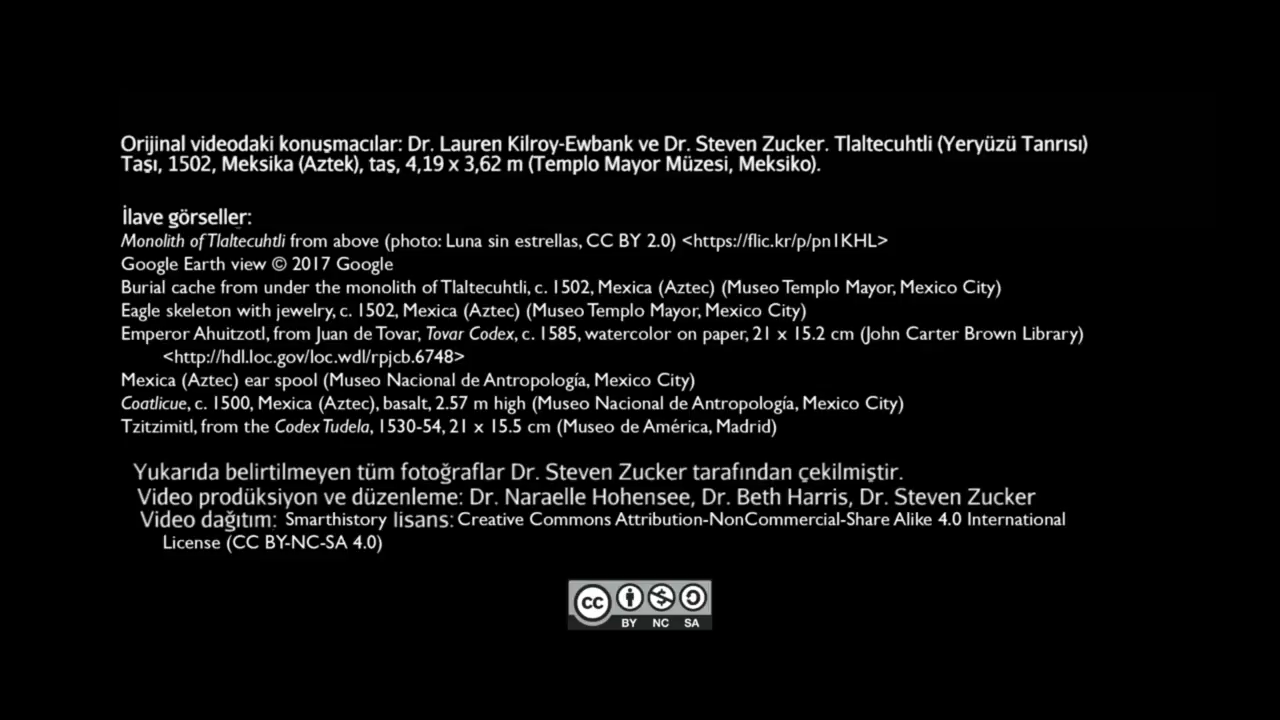 Orijinal videodaki konuşmacılar: Dr. Lauren Kilroy-Ewbank ve Dr. Steven Zucker. Tlaltecuhtli (Yeryüzü Tanrısı)
Taşı, 1502, Meksika (Aztek), taş, 4,19 x 3,62 m (Templo Mayor Müzesi, Meksiko).
İlave görseller:
Monolith of Tlaltecuhtli from above (photo: Luna sin estrellas, CC BY 2.0) <https://flic.kr/p/pn1KHL>
Google Earth view © 2017 Google
Burial cache from under the monolith of Tlaltecuhtli, c. 1502, Mexica (Aztec) (Museo Templo Mayor, Mexico City)
Eagle skeleton with jewelry, c. 1502, Mexica (Aztec) (Museo Templo Mayor, Mexico City)
Emperor Ahuitzotl, from Juan de Tovar, Tovar Codex, c. 1585, watercolor on paper, 21 x 15.2 cm (John Carter Brown Library)
<http://hdl.loc.gov/loc.wdl/rpjcb.6748>
Mexica (Aztec) ear spool (Museo Nacional de Antropología, Mexico City)
Coatlicue, c. 1500, Mexica (Aztec), basalt, 2.57 m high (Museo Nacional de Antropología, Mexico City)
Tzitzimitl, from the Codex Tudela, 1530-54, 21 x 15.5 cm (Museo de América, Madrid)
Yukarıda belirtilmeyen tüm fotoğraflar Dr. Steven Zucker tarafından çekilmiştir.
Video prodüksiyon ve düzenleme: Dr. Naraelle Hohensee, Dr. Beth Harris, Dr. Steven Zucker
Video dağıtım: Smarthistory lisans: Creative Commons Attribution-NonCommercial-Share Alike 4.0 International
License (CC BY-NC-SA 4.0)
cc
BY NC SA